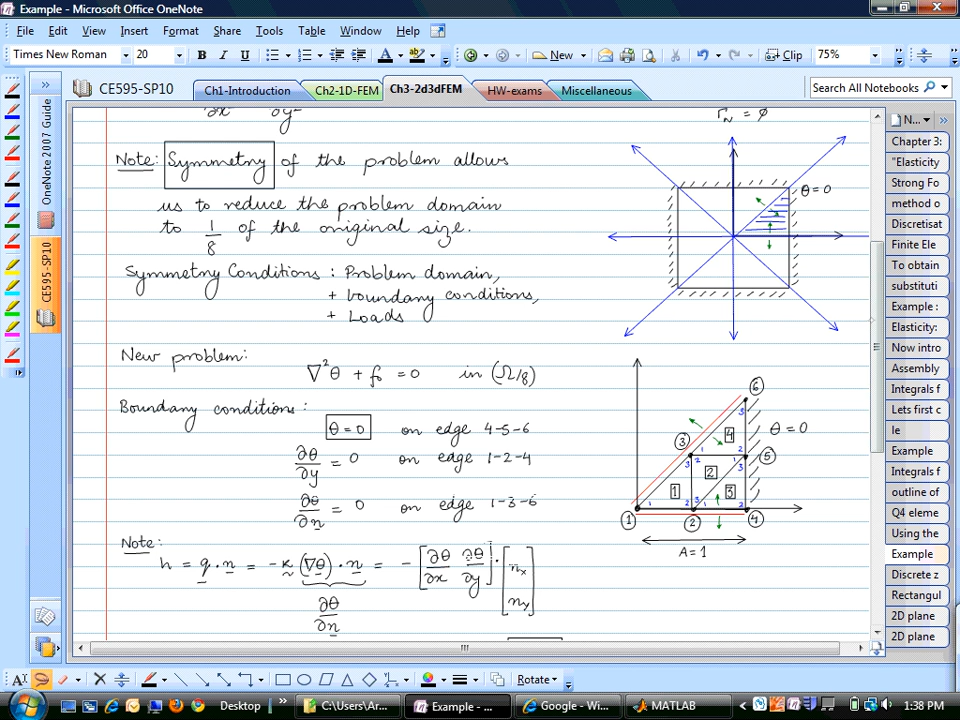 Example - Microsoft Office OneNote
File Edit View Insert Format Share Tools Table Window Help
Times New Roman 20 B I U New Clip 75%
CE595-SP10 Ch1-Introduction Ch2-1D-FEM Ch3-2d3dFEM HW-exams Miscellaneous Search All Notebooks
OneNote 2007 Guide
CE595-SP10
∂x² ∂y²
Γn = φ
Note: Symmetry of the problem allows
us to reduce the problem domain
to 1/8 of the original size.
θ=0
Symmetry Conditions : Problem domain,
+ boundary conditions,
+ Loads
New problem:
∇²θ + f₀ = 0 in (Ω/8)
Boundary conditions :
θ=0 on edge 4-5-6
∂θ/∂y = 0 on edge 1-2-4
∂θ/∂n = 0 on edge 1-3-6
Note:
h = q · n = -κ (∇θ) · n = - [∂θ/∂x ∂θ/∂y] · [nx ny]
∂θ/∂n
6
3 4 θ=0
5
2
1 3
1 2 4
A=1
N...
Chapter 3:
"Elasticity
Strong Fo
method o
Discretisat
Finite Ele
To obtain
substituti
Example :
Elasticity:
Now intro
Assembly
Integrals f
Lets first c
le
Example
Integrals f
outline of
Q4 eleme
Using the
Example
Discrete z
Rectangul
2D plane
2D plane
Rotate
Desktop C:\Users\Ar... Example - ... Google - Wi... MATLAB 1:38 PM